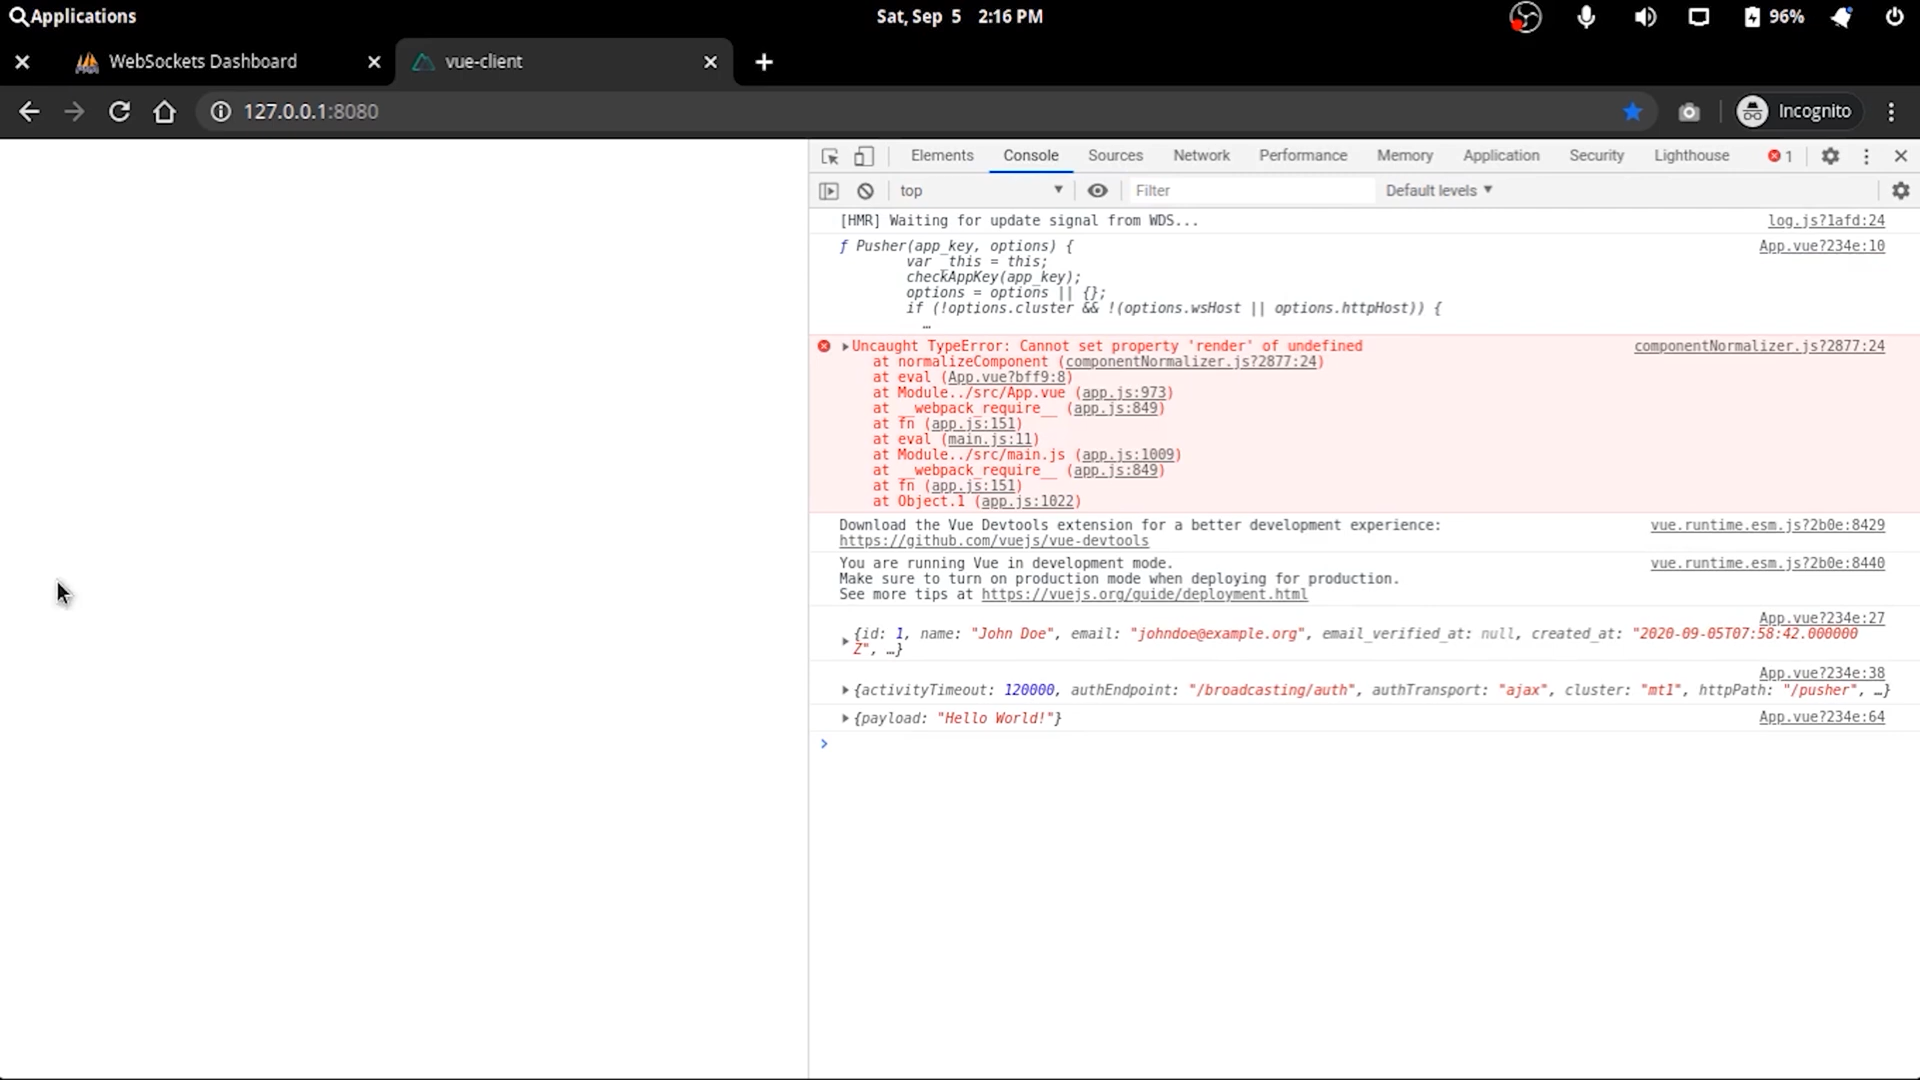 Applications
Sat, Sep 5 2:16 PM
96%
WebSockets Dashboard
vue-client
127.0.0.1:8080
Incognito
Elements Console Sources Network Performance Memory Application Security Lighthouse 1
top Filter Default levels
[HMR] Waiting for update signal from WDS... log.js?1afd:24
ƒ Pusher(app_key, options) { App.vue?234e:10
var _this = this;
checkAppKey(app_key);
options = options || {};
if (!options.cluster && !(options.wsHost || options.httpHost)) {
…
Uncaught TypeError: Cannot set property 'render' of undefined componentNormalizer.js?2877:24
at normalizeComponent (componentNormalizer.js?2877:24)
at eval (App.vue?bff9:8)
at Module../src/App.vue (app.js:973)
at __webpack_require__ (app.js:849)
at fn (app.js:151)
at eval (main.js:11)
at Module../src/main.js (app.js:1009)
at __webpack_require__ (app.js:849)
at fn (app.js:151)
at Object.1 (app.js:1022)
Download the Vue Devtools extension for a better development experience: vue.runtime.esm.js?2b0e:8429
https://github.com/vuejs/vue-devtools
You are running Vue in development mode. vue.runtime.esm.js?2b0e:8440
Make sure to turn on production mode when deploying for production.
See more tips at https://vuejs.org/guide/deployment.html
App.vue?234e:27
{id: 1, name: "John Doe", email: "johndoe@example.org", email_verified_at: null, created_at: "2020-09-05T07:58:42.000000
Z", …}
App.vue?234e:38
{activityTimeout: 120000, authEndpoint: "/broadcasting/auth", authTransport: "ajax", cluster: "mt1", httpPath: "/pusher", …}
{payload: "Hello World!"} App.vue?234e:64